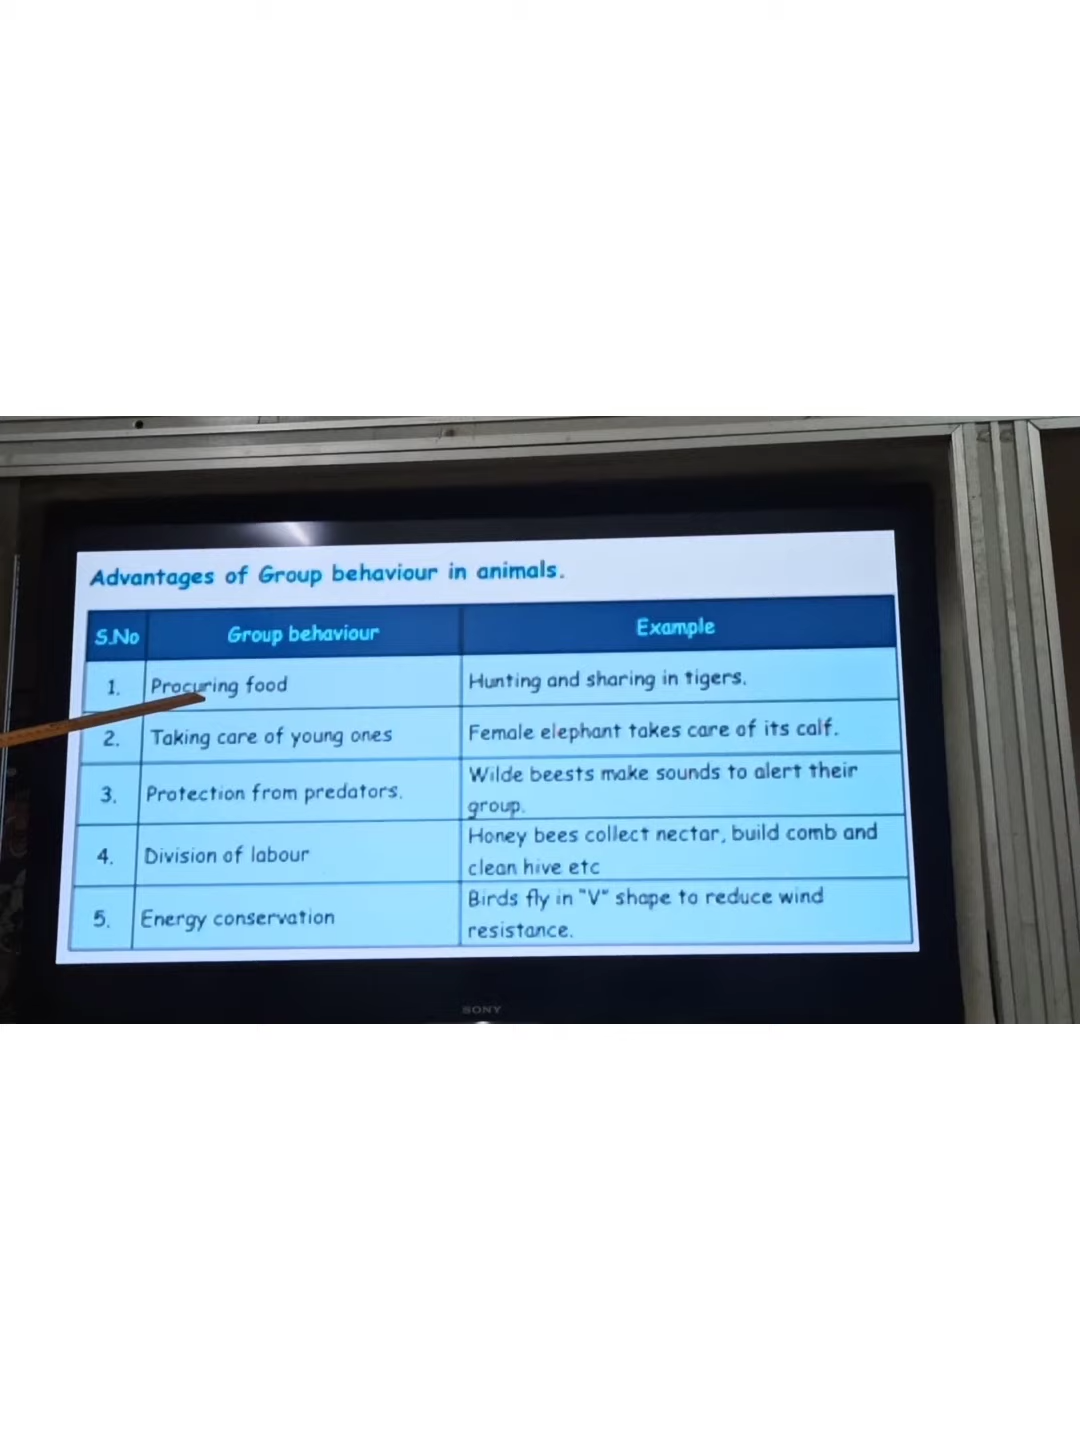 Advantages of Group behaviour in animals.
S.No Group behaviour Example
1. Procuring food Hunting and sharing in tigers.
2. Taking care of young ones Female elephant takes care of its calf.
3. Protection from predators. Wilde beests make sounds to alert their
group.
4. Division of labour Honey bees collect nectar, build comb and
clean hive etc
5. Energy conservation Birds fly in "V" shape to reduce wind
resistance.
SONY